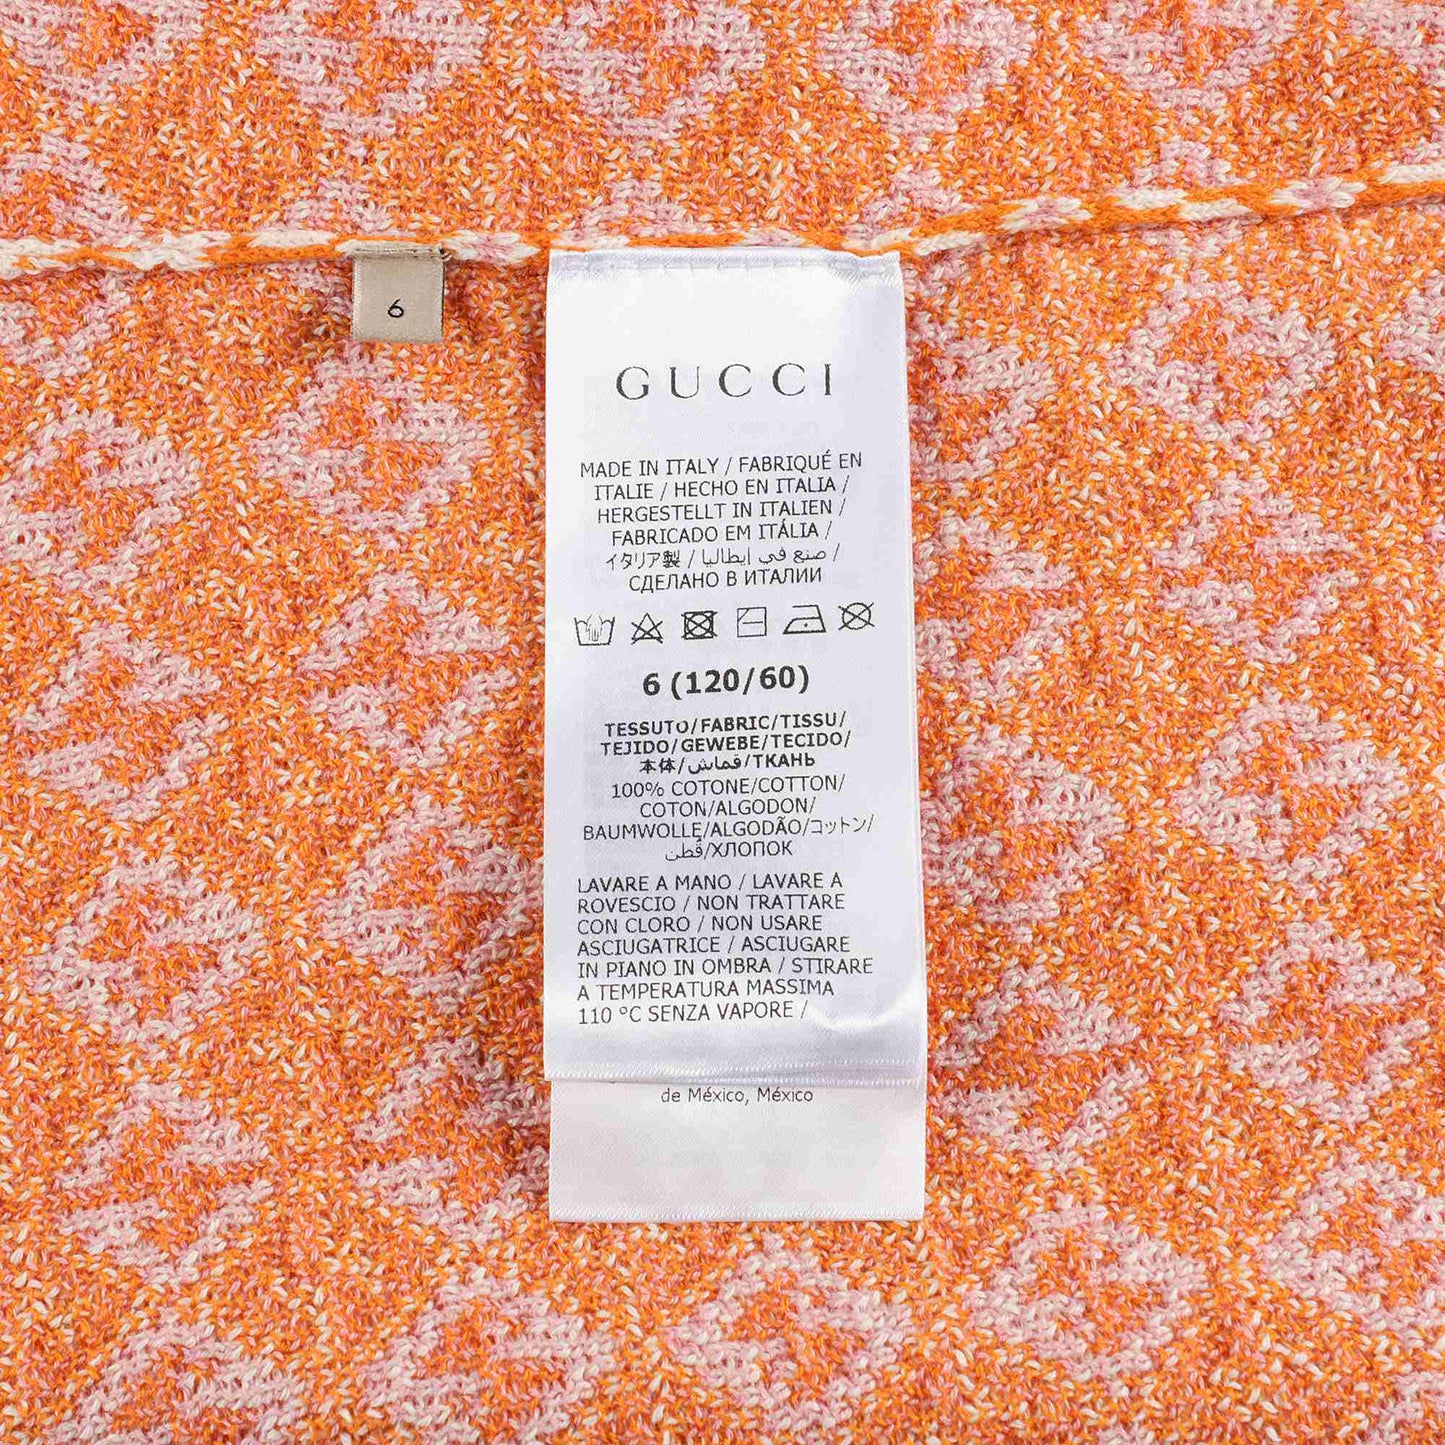 6
GUCCI
MADE IN ITALY / FABRIQUÉ EN
ITALIE / HECHO EN ITALIA /
HERGESTELLT IN ITALIEN /
FABRICADO EM ITÁLIA /
イタリア製 / صنع في إيطاليا /
СДЕЛАНО В ИТАЛИИ
6 (120/60)
TESSUTO/FABRIC/TISSU/
TEJIDO/GEWEBE/TECIDO/
本体/قماش/ТКАНЬ
100% COTONE/COTTON/
COTON/ALGODON/
BAUMWOLLE/ALGODÃO/コットン/
قطن/ХЛОПОК
LAVARE A MANO / LAVARE A
ROVESCIO / NON TRATTARE
CON CLORO / NON USARE
ASCIUGATRICE / ASCIUGARE
IN PIANO IN OMBRA / STIRARE
A TEMPERATURA MASSIMA
110 °C SENZA VAPORE /
de México, México